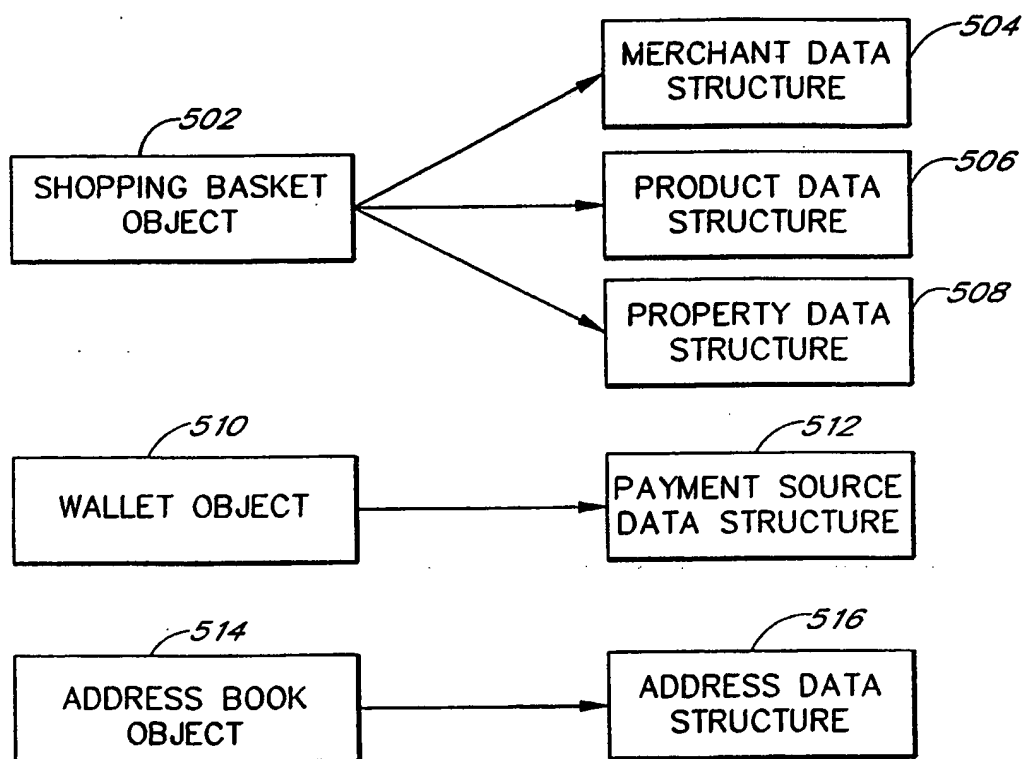 504
MERCHANT DATA
STRUCTURE
502
SHOPPING BASKET
OBJECT
506
PRODUCT DATA
STRUCTURE
508
PROPERTY DATA
STRUCTURE
510
WALLET OBJECT
512
PAYMENT SOURCE
DATA STRUCTURE
514
ADDRESS BOOK
OBJECT
516
ADDRESS DATA
STRUCTURE